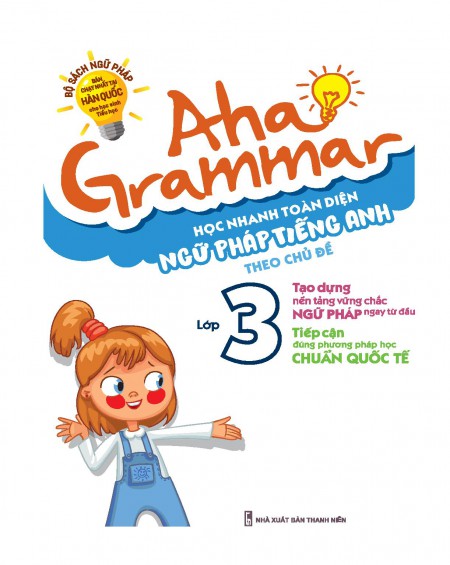 BỘ SÁCH NGỮ PHÁP
BÁN
CHẠY NHẤT TẠI
HÀN QUỐC
cho học sinh
Tiểu học
Aha
Grammar
HỌC NHANH TOÀN DIỆN
NGỮ PHÁP TIẾNG ANH
THEO CHỦ ĐỀ
Lớp 3
Tạo dựng
nền tảng vững chắc
NGỮ PHÁP ngay từ đầu
Tiếp cận
đúng phương pháp học
CHUẨN QUỐC TẾ
NHÀ XUẤT BẢN THANH NIÊN